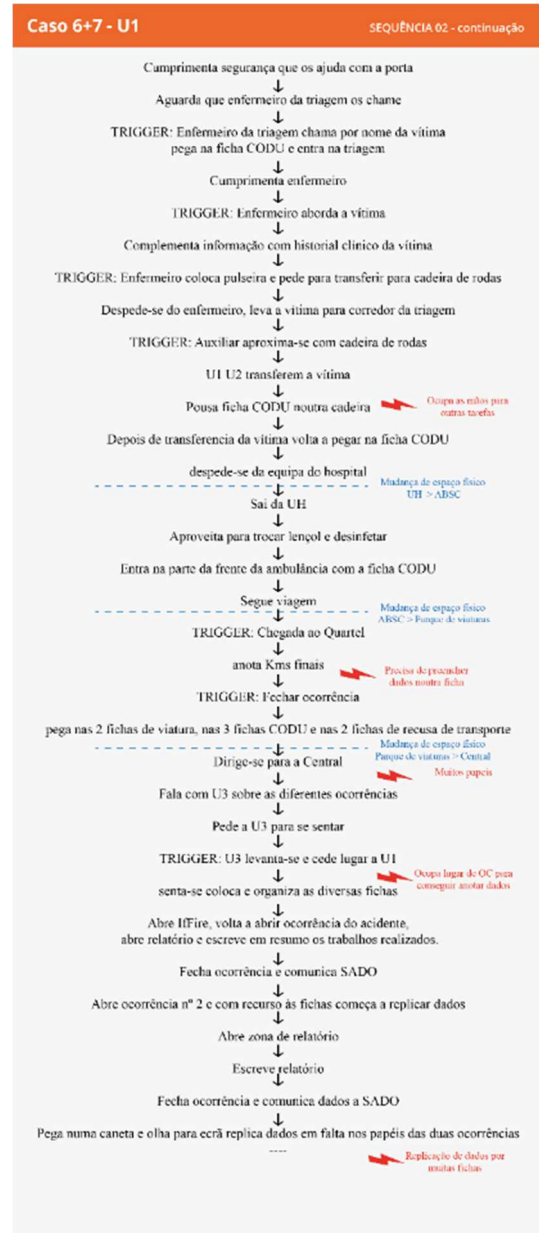 Caso 6+7 - U1
SEQUÊNCIA 02 - continuação
Cumprimenta segurança que os ajuda com a porta
Aguarda que enfermeiro da triagem os chame
TRIGGER: Enfermeiro da triagem chama por nome da vítima
pega na ficha CODU e entra na triagem
Cumprimenta enfermeiro
TRIGGER: Enfermeiro aborda a vítima
Complementa informação com historial clinico da vítima
TRIGGER: Enfermeiro coloca pulseira e pede para transferir para cadeira de rodas
Despede-se do enfermeiro, leva a vítima para corredor da triagem
TRIGGER: Auxiliar aproxima-se com cadeira de rodas
U1 U2 transferem a vítima
Pousa ficha CODU noutra cadeira
Ocupa as mãos para
outras tarefas
Depois de transferencia da vítima volta a pegar na ficha CODU
despede-se da equipa do hospital
Mudança de espaço físico
UH > ABSC
Sai da UH
Aproveita para trocar lençol e desinfetar
Entra na parte da frente da ambulância com a ficha CODU
Segue viagem
Mudança de espaço físico
ABSC > Parque de viaturas
TRIGGER: Chegada ao Quartel
anota Kms finais
Precisa de preencher
dados noutra ficha
TRIGGER: Fechar ocorrência
pega nas 2 fichas de viatura, nas 3 fichas CODU e nas 2 fichas de recusa de transporte
Mudança de espaço físico
Parque de viaturas > Central
Dirige-se para a Central
Muitos papeis
Fala com U3 sobre as diferentes ocorrências
Pede a U3 para se sentar
TRIGGER: U3 levanta-se e cede lugar a U1
Ocupa lugar de OC para
conseguir anotar dados
senta-se coloca e organiza as diversas fichas
Abre IfFire, volta a abrir ocorrência do acidente,
abre relatório e escreve em resumo os trabalhos realizados.
Fecha ocorrência e comunica SADO
Abre ocorrência nº 2 e com recurso às fichas começa a replicar dados
Abre zona de relatório
Escreve relatório
Fecha ocorrência e comunica dados a SADO
Pega numa caneta e olha para ecrã replica dados em falta nos papéis das duas ocorrências
----
Replicação de dados por
muitas fichas